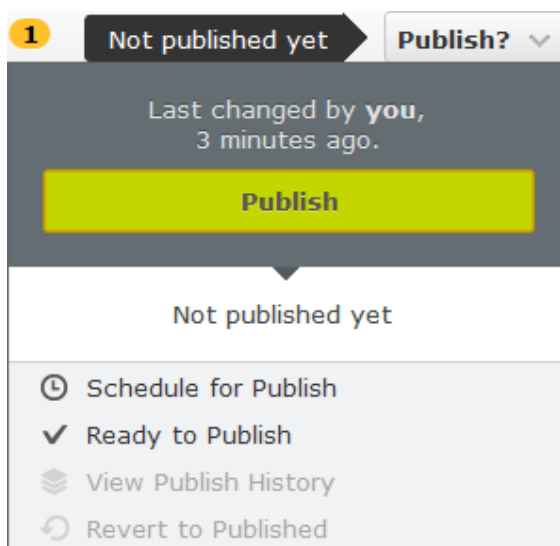 1 Not published yet Publish?
Last changed by you,
3 minutes ago.
Publish
Not published yet
Schedule for Publish
Ready to Publish
View Publish History
Revert to Published